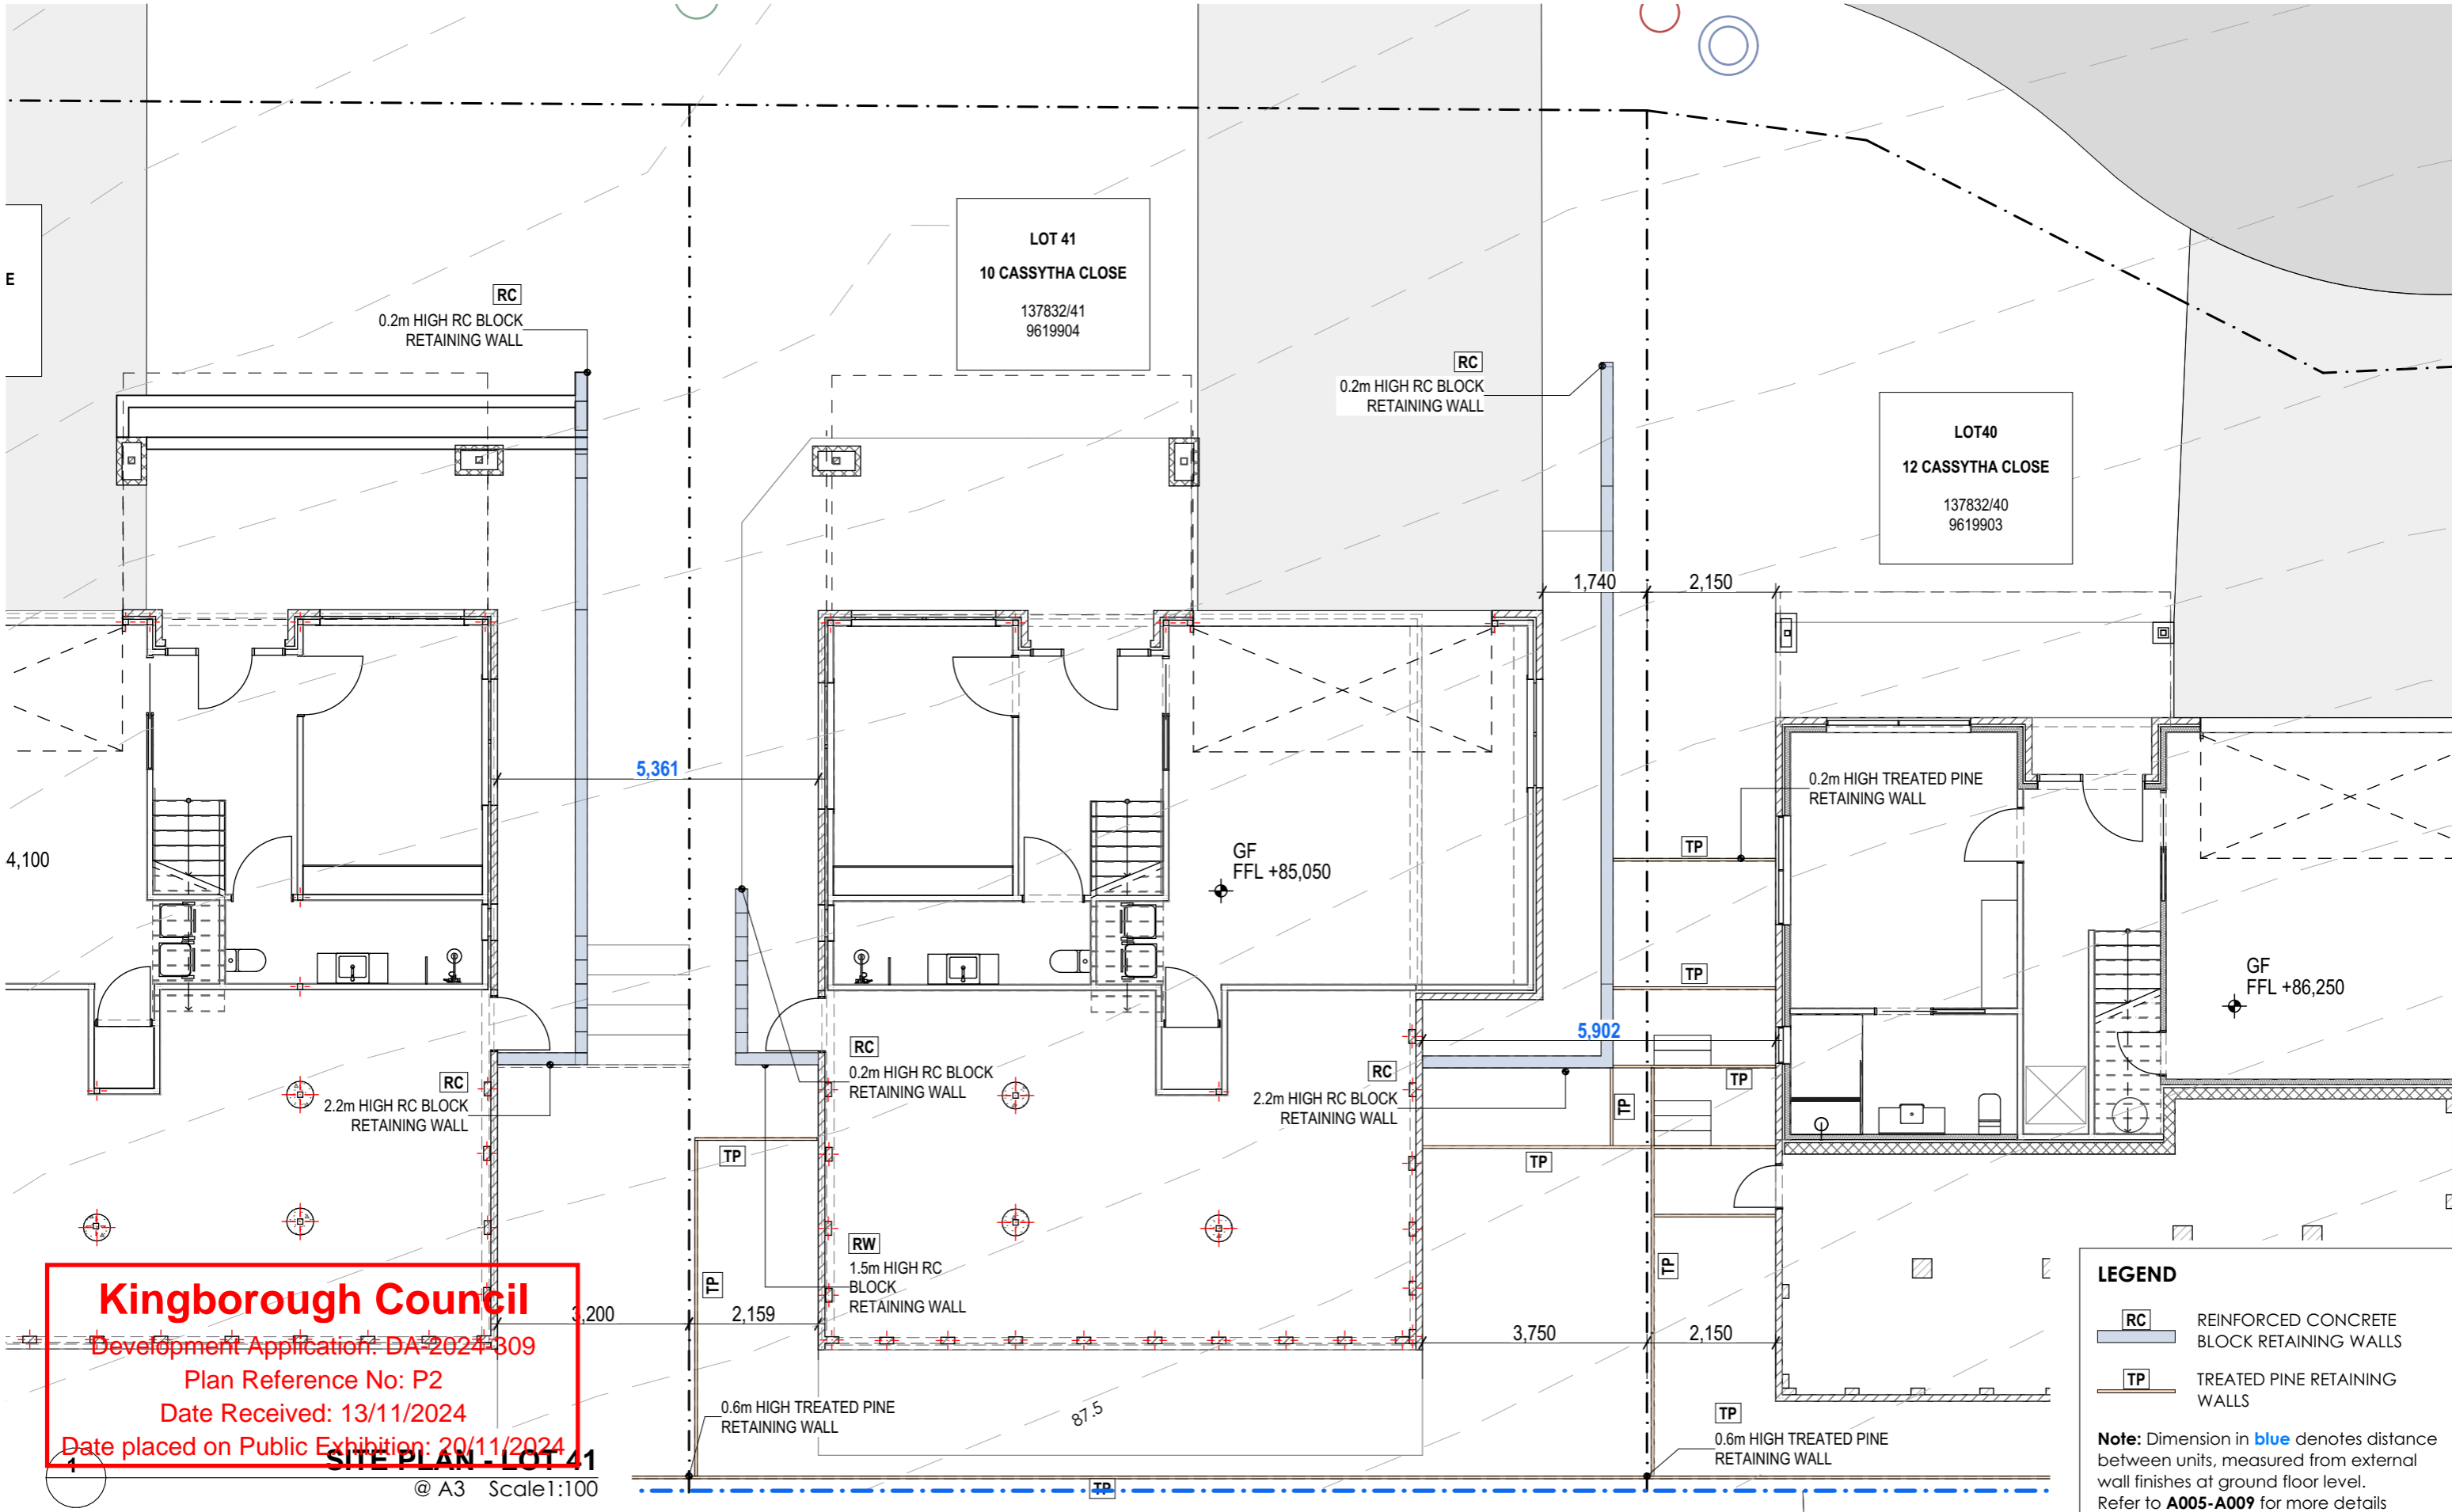 E
LOT 41
10 CASSYTHA CLOSE
137832/41
9619904
RC
0.2m HIGH RC BLOCK
RETAINING WALL
RC
0.2m HIGH RC BLOCK
RETAINING WALL
LOT40
12 CASSYTHA CLOSE
137832/40
9619903
1,740
2,150
5,361
0.2m HIGH TREATED PINE
RETAINING WALL
TP
4,100
GF
FFL +85,050
TP
GF
FFL +86,250
5,902
RC
0.2m HIGH RC BLOCK
RETAINING WALL
RC
2.2m HIGH RC BLOCK
RETAINING WALL
RC
2.2m HIGH RC BLOCK
RETAINING WALL
TP
TP
TP
TP
RW
1.5m HIGH RC
BLOCK
RETAINING WALL
TP
TP
3,200
2,159
3,750
2,150
0.6m HIGH TREATED PINE
RETAINING WALL
87.5
TP
0.6m HIGH TREATED PINE
RETAINING WALL
TP
Kingborough Council
Development Application: DA-2024-309
Plan Reference No: P2
Date Received: 13/11/2024
Date placed on Public Exhibition: 20/11/2024
1
SITE PLAN - LOT 41
@ A3 Scale1:100
LEGEND
RC
REINFORCED CONCRETE
BLOCK RETAINING WALLS
TP
TREATED PINE RETAINING
WALLS
Note: Dimension in blue denotes distance
between units, measured from external
wall finishes at ground floor level.
Refer to A005-A009 for more details